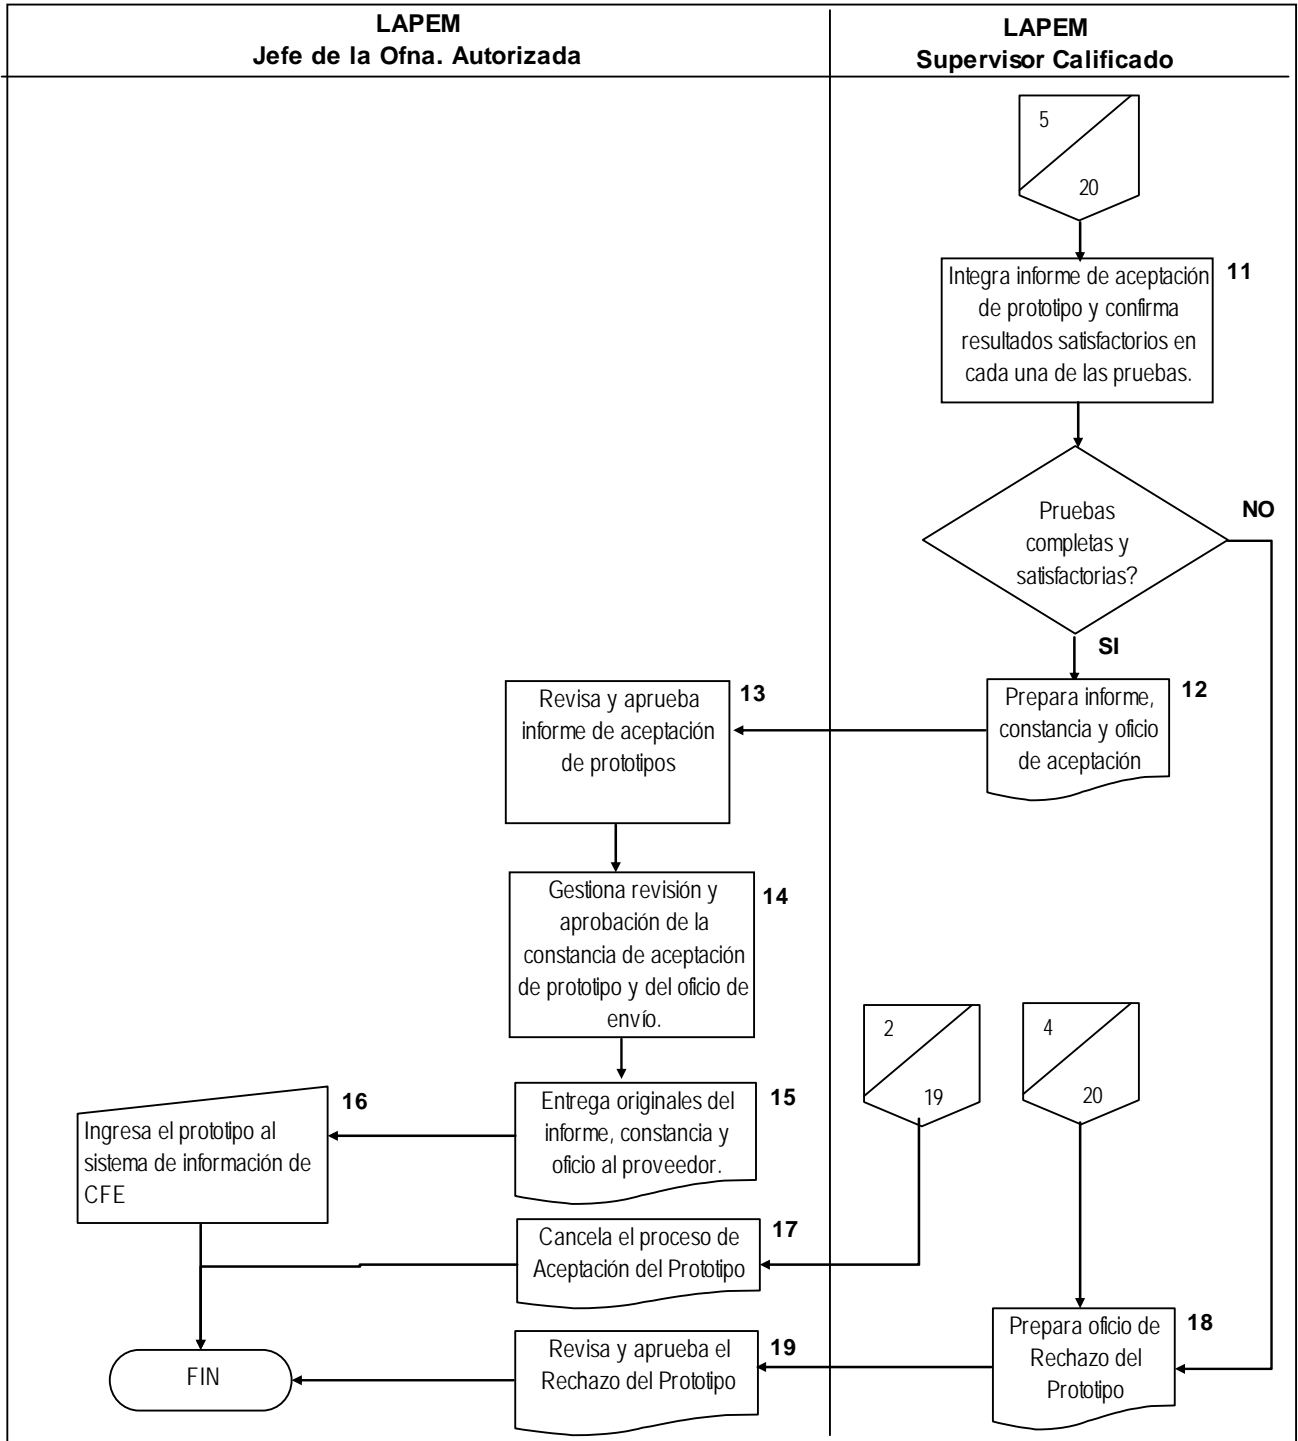 LAPEM
Jefe de la Ofna. Autorizada
LAPEM
Supervisor Calificado
5
20
Integra informe de aceptación
de prototipo y confirma
resultados satisfactorios en
cada una de las pruebas.
11
Pruebas
completas y
satisfactorias?
NO
SI
Prepara informe,
constancia y oficio
de aceptación
12
Revisa y aprueba
informe de aceptación
de prototipos
13
Gestiona revisión y
aprobación de la
constancia de aceptación
de prototipo y del oficio de
envío.
14
2
19
4
20
Entrega originales del
informe, constancia y
oficio al proveedor.
15
Ingresa el prototipo al
sistema de información de
CFE
16
Cancela el proceso de
Aceptación del Prototipo
17
Prepara oficio de
Rechazo del
Prototipo
18
Revisa y aprueba el
Rechazo del Prototipo
19
FIN